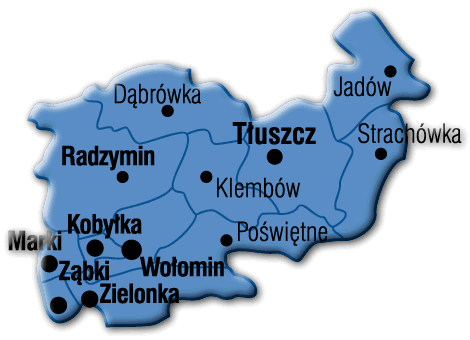 Jadów
Dąbrówka
Tłuszcz
Strachówka
Radzymin
Klembów
Kobyłka
Poświętne
Marki
Ząbki
Wołomin
Zielonka